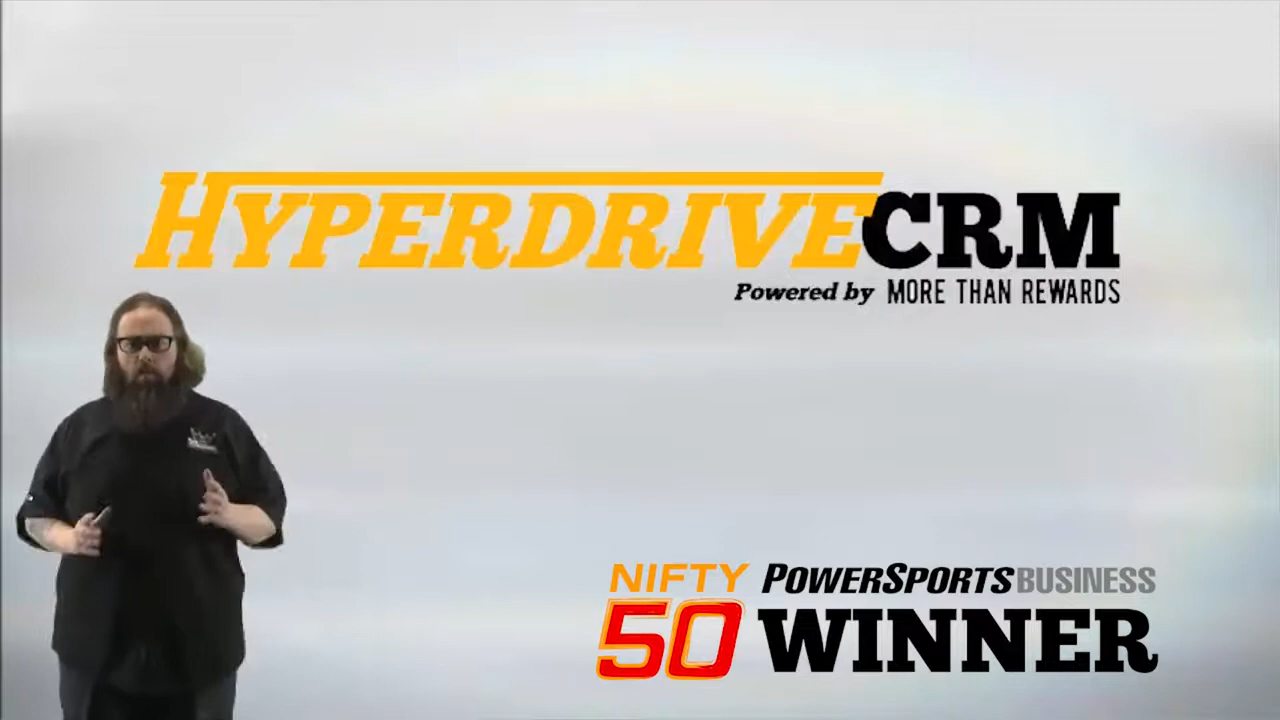 HYPERDRIVECRM
Powered by MORE THAN REWARDS
NIFTY POWERSPORTSBUSINESS
50 WINNER